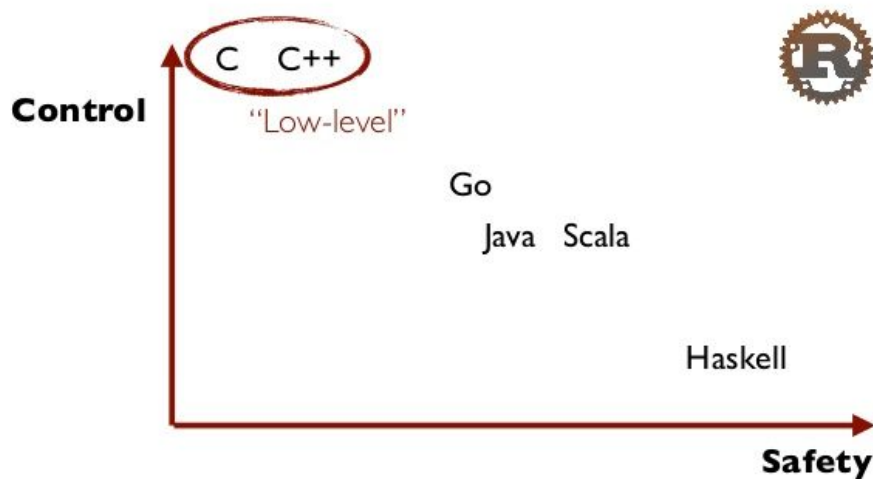 C C++
R
Control
“Low-level”
Go
Java Scala
Haskell
Safety